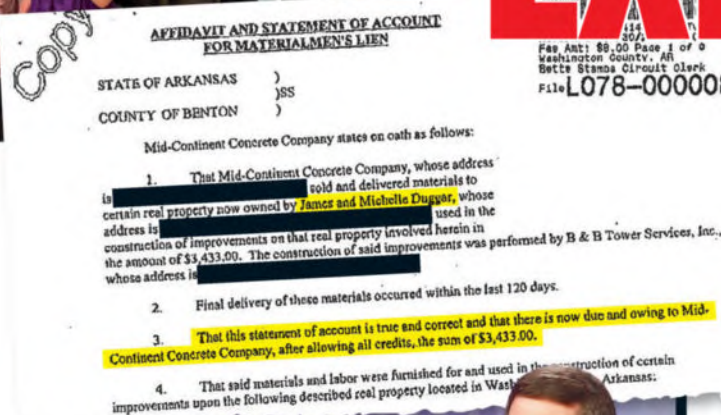 Copy
AFFIDAVIT AND STATEMENT OF ACCOUNT
FOR MATERIALMEN'S LIEN
Fee Amt: $8.00 Page 1 of
Washington County, AR
Bette Stamps Circuit Clerk
File L078-00000
STATE OF ARKANSAS )
)SS
COUNTY OF BENTON )
Mid-Continent Concrete Company states on oath as follows:
1. That Mid-Continent Concrete Company, whose address
is sold and delivered materials to
certain real property now owned by James and Michelle Duggar, whose
address is used in the
construction of improvements on that real property involved herein in
the amount of $3,433.00. The construction of said improvements was performed by B & B Tower Services, Inc.,
whose address is
2. Final delivery of these materials occurred within the last 120 days.
3. That this statement of account is true and correct and that there is now due and owing to Mid-
Continent Concrete Company, after allowing all credits, the sum of $3,433.00.
4. That said materials and labor were furnished for and used in the construction of certain
improvements upon the following described real property located in Arkansas: